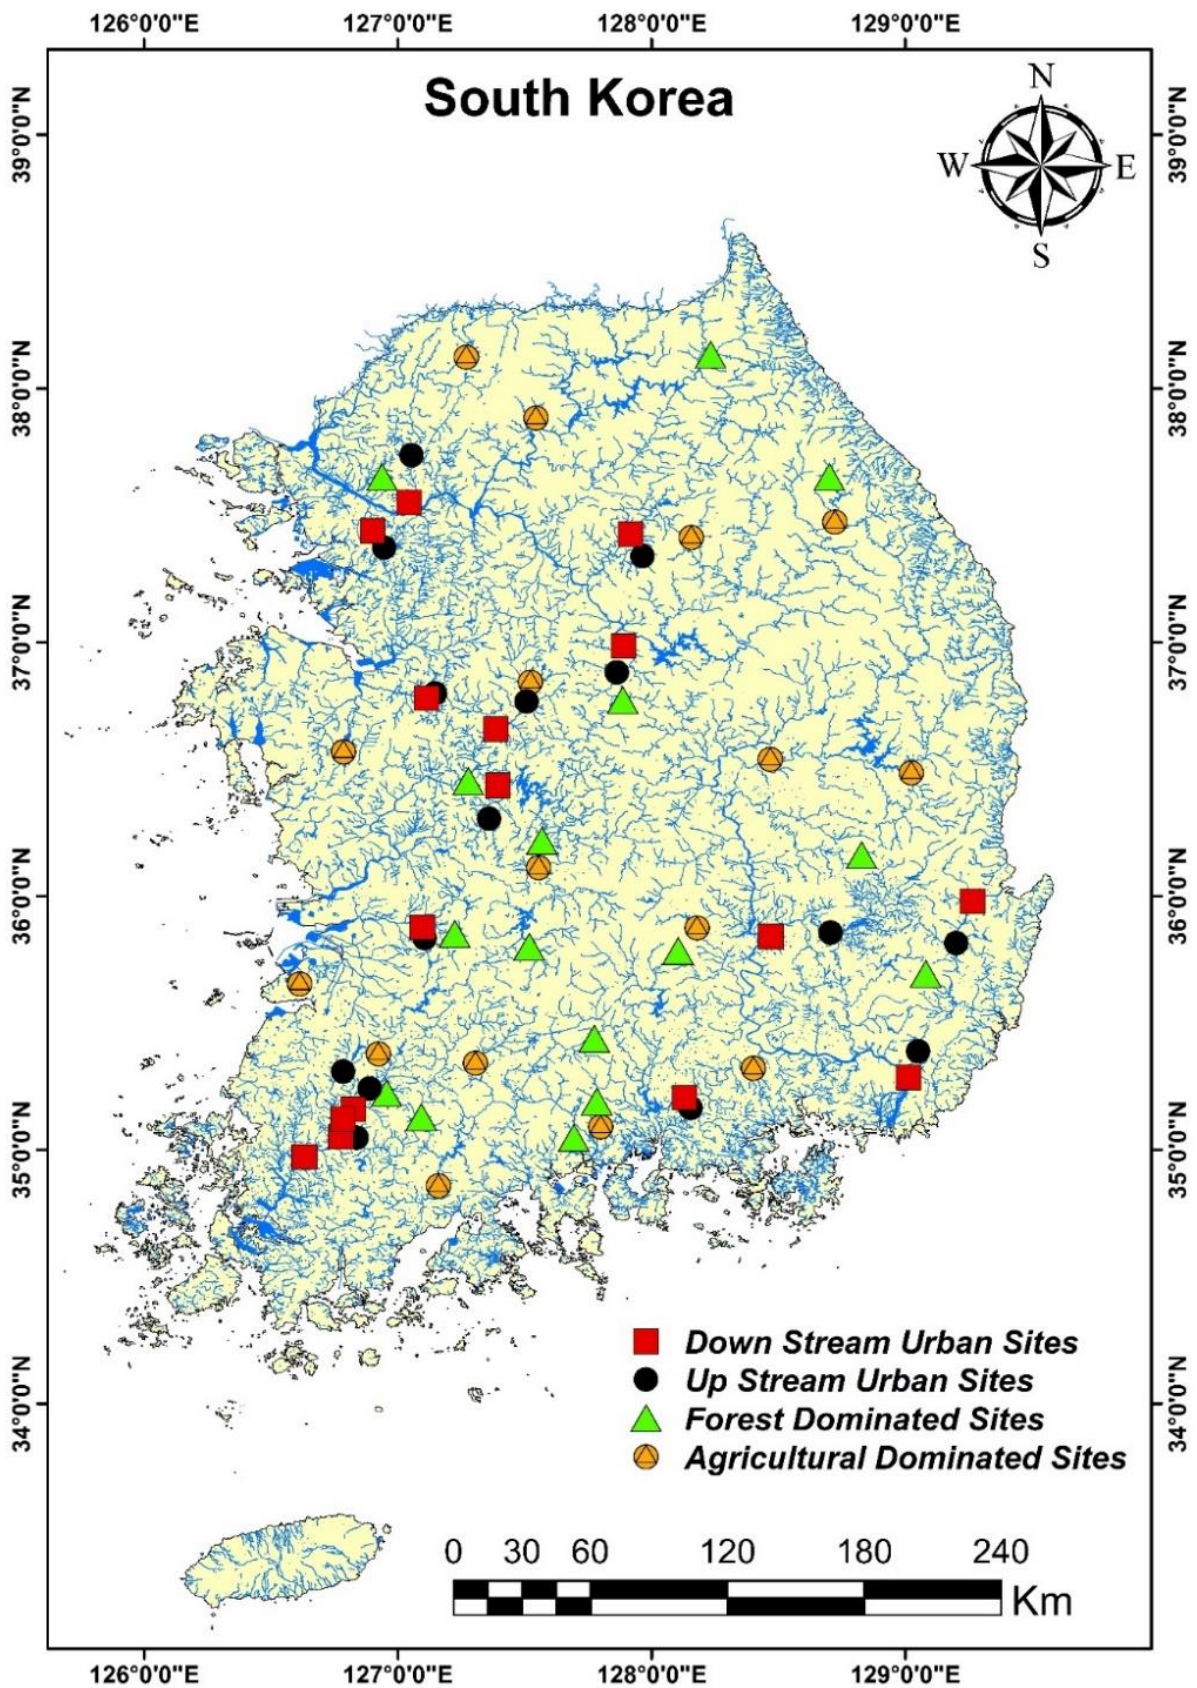 126°0'0"E 127°0'0"E 128°0'0"E 129°0'0"E
South Korea
N
W E
S
39°0'0"N 39°0'0"N
38°0'0"N 38°0'0"N
37°0'0"N 37°0'0"N
36°0'0"N 36°0'0"N
35°0'0"N 35°0'0"N
34°0'0"N 34°0'0"N
Down Stream Urban Sites
Up Stream Urban Sites
Forest Dominated Sites
Agricultural Dominated Sites
0 30 60 120 180 240
Km
126°0'0"E 127°0'0"E 128°0'0"E 129°0'0"E